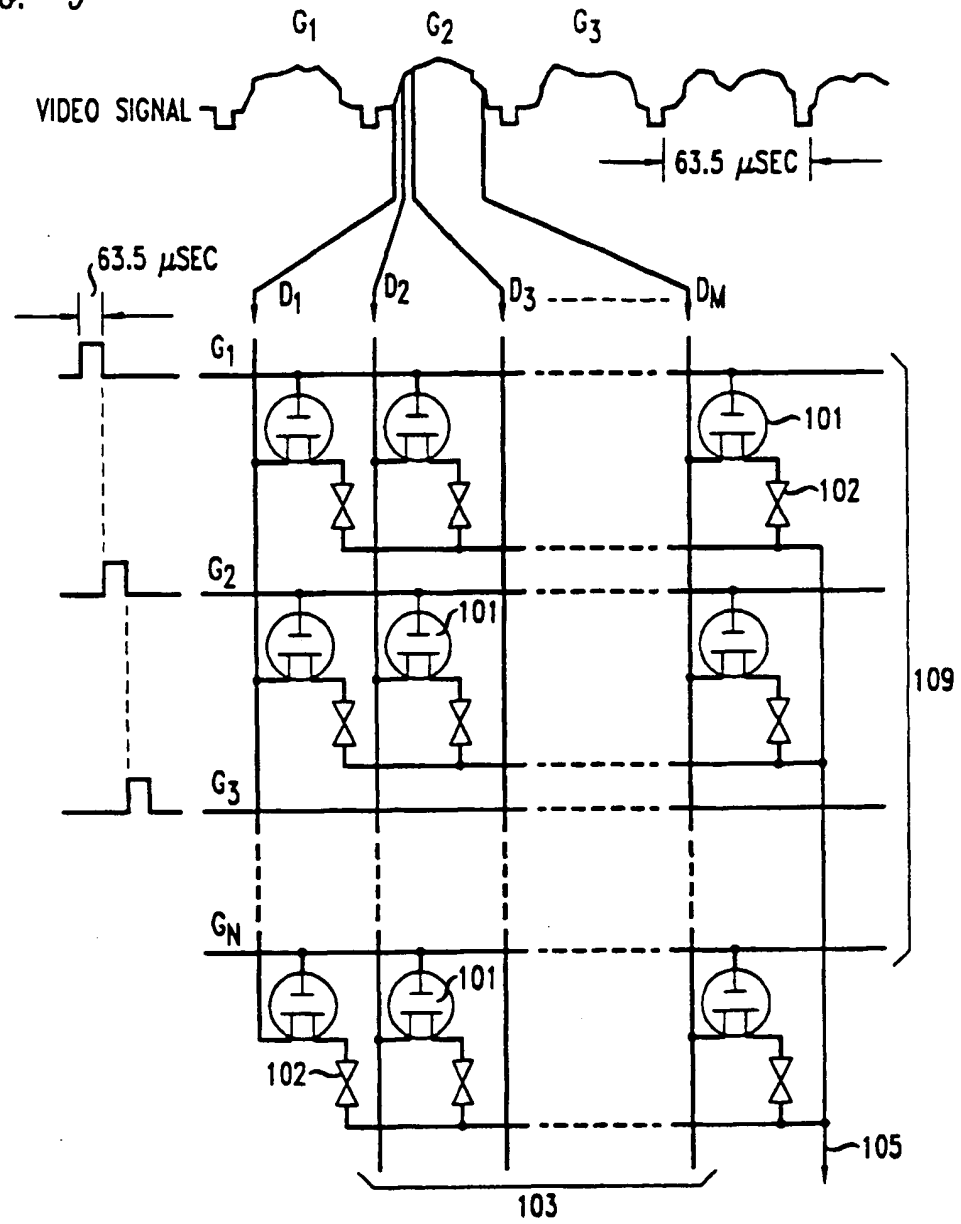 G1 G2 G3
VIDEO SIGNAL
63.5 μSEC
63.5 μSEC
D1 D2 D3 DM
G1
101
102
G2
101
109
G3
GN
101
102
105
103